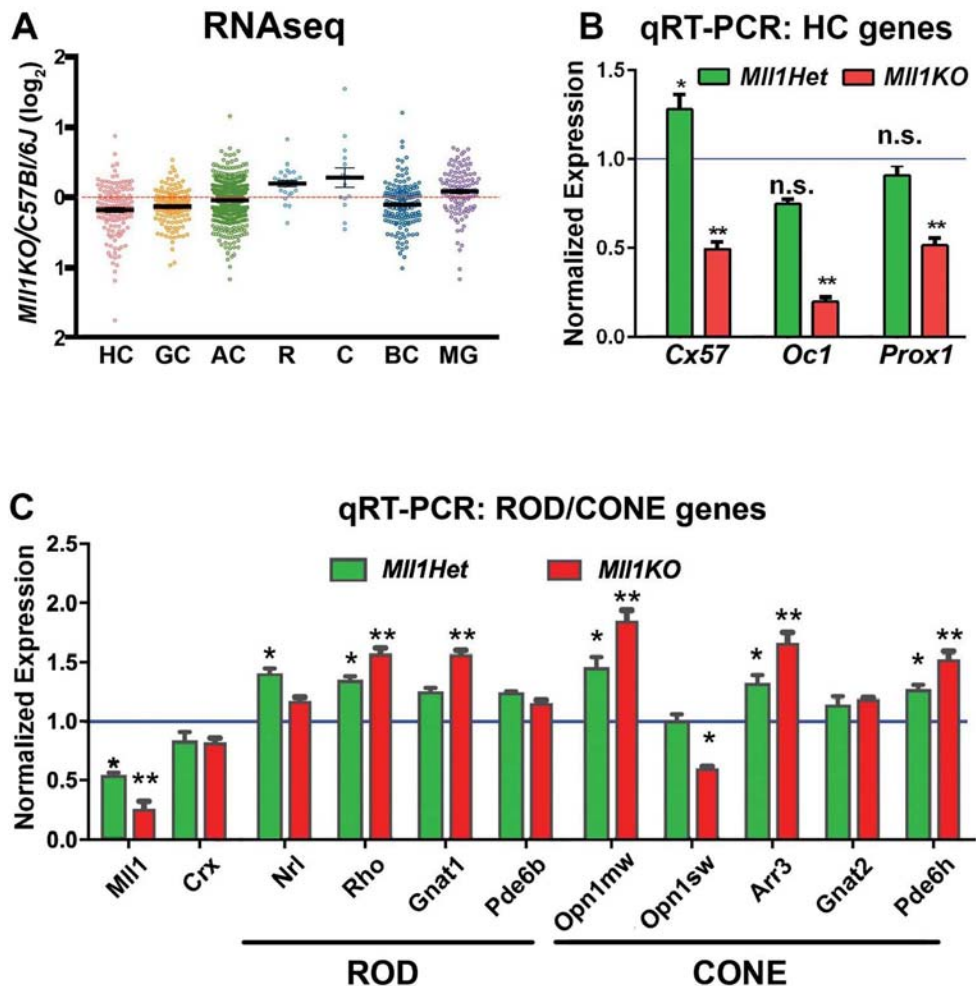 A
RNAseq
Mll1KO/C57Bl/6J (log2)
2
1
0
1
2
HC GC AC R C BC MG
B
qRT-PCR: HC genes
Mll1Het Mll1KO
Normalized Expression
1.5
1.0
0.5
0.0
*
**
n.s.
**
n.s.
**
Cx57 Oc1 Prox1
C
qRT-PCR: ROD/CONE genes
Mll1Het Mll1KO
Normalized Expression
2.5
2.0
1.5
1.0
0.5
0.0
* ** * * ** ** * ** * * ** * **
Mll1 Crx Nrl Rho Gnat1 Pde6b Opn1mw Opn1sw Arr3 Gnat2 Pde6h
ROD CONE